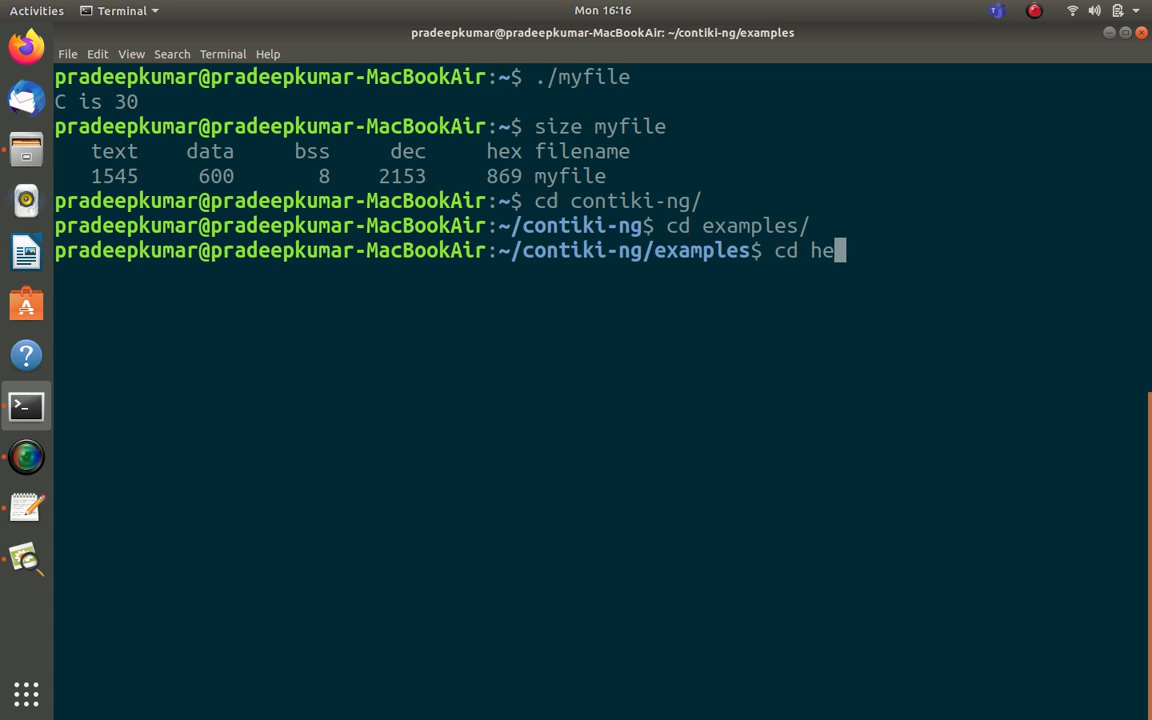 Activities Terminal Mon 16:16
pradeepkumar@pradeepkumar-MacBookAir: ~/contiki-ng/examples
File Edit View Search Terminal Help
pradeepkumar@pradeepkumar-MacBookAir:~$ ./myfile
C is 30
pradeepkumar@pradeepkumar-MacBookAir:~$ size myfile
text data bss dec hex filename
1545 600 8 2153 869 myfile
pradeepkumar@pradeepkumar-MacBookAir:~$ cd contiki-ng/
pradeepkumar@pradeepkumar-MacBookAir:~/contiki-ng$ cd examples/
pradeepkumar@pradeepkumar-MacBookAir:~/contiki-ng/examples$ cd he